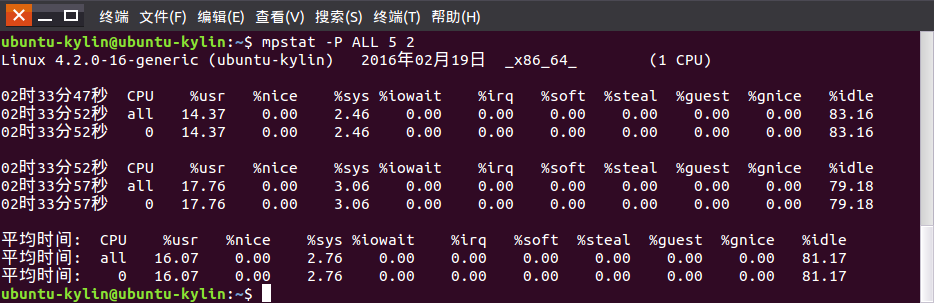 终端 文件(F) 编辑(E) 查看(V) 搜索(S) 终端(T) 帮助(H)
ubuntu-kylin@ubuntu-kylin:~$ mpstat -P ALL 5 2
Linux 4.2.0-16-generic (ubuntu-kylin) 	2016年02月19日 	_x86_64_	(1 CPU)

02时33分47秒  CPU    %usr   %nice    %sys %iowait    %irq   %soft  %steal  %guest  %gnice   %idle
02时33分52秒  all   14.37    0.00    2.46    0.00    0.00    0.00    0.00    0.00    0.00   83.16
02时33分52秒    0   14.37    0.00    2.46    0.00    0.00    0.00    0.00    0.00    0.00   83.16

02时33分52秒  CPU    %usr   %nice    %sys %iowait    %irq   %soft  %steal  %guest  %gnice   %idle
02时33分57秒  all   17.76    0.00    3.06    0.00    0.00    0.00    0.00    0.00    0.00   79.18
02时33分57秒    0   17.76    0.00    3.06    0.00    0.00    0.00    0.00    0.00    0.00   79.18

平均时间:  CPU    %usr   %nice    %sys %iowait    %irq   %soft  %steal  %guest  %gnice   %idle
平均时间:  all   16.07    0.00    2.76    0.00    0.00    0.00    0.00    0.00    0.00   81.17
平均时间:    0   16.07    0.00    2.76    0.00    0.00    0.00    0.00    0.00    0.00   81.17
ubuntu-kylin@ubuntu-kylin:~$